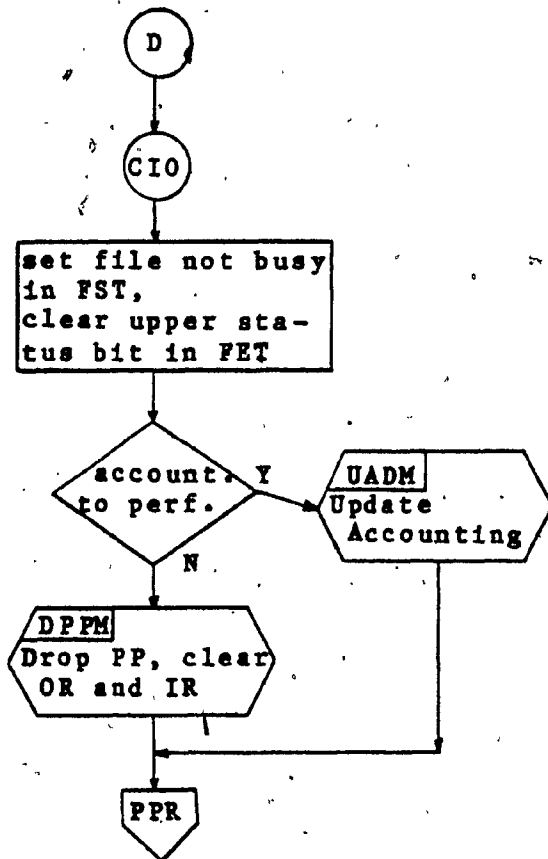 D
CIO
set file not busy
in FST,
clear upper sta-
tus bit in FET
account. Y
to perf.
UADM
Update
Accounting
N
DPPM
Drop PP, clear
OR and IR
PPR